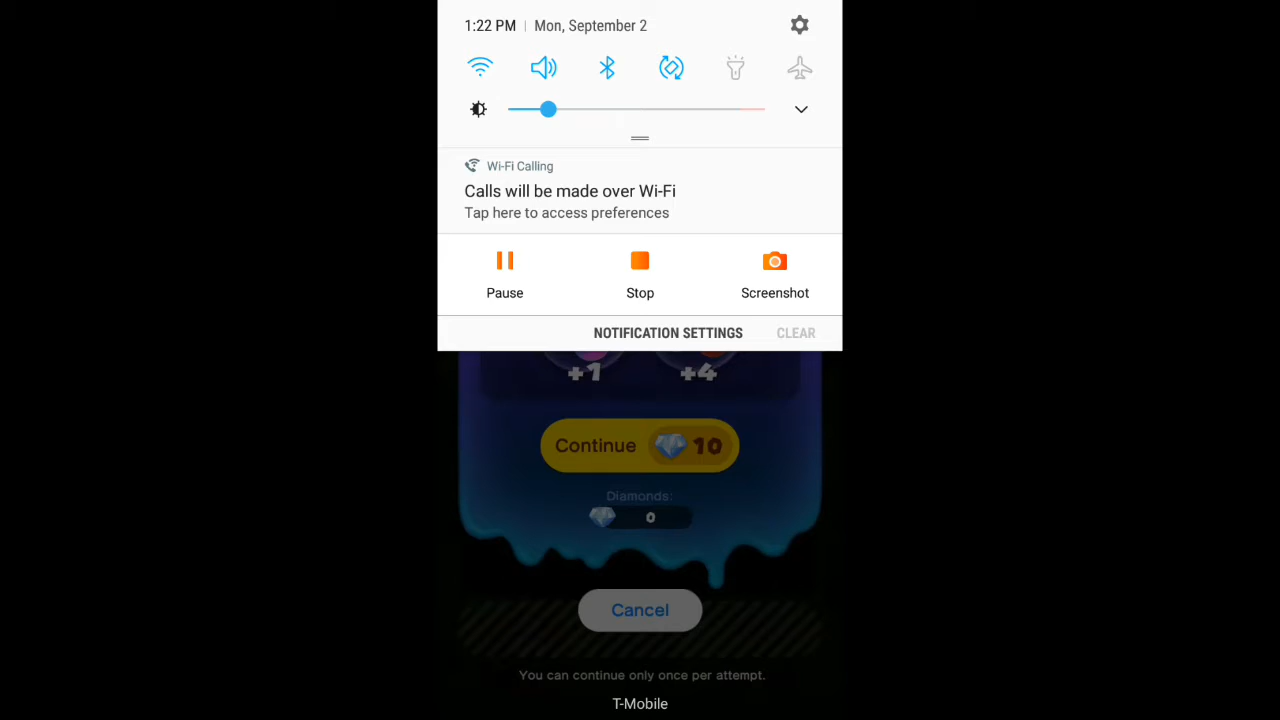 1:22 PM | Mon, September 2
Wi-Fi Calling
Calls will be made over Wi-Fi
Tap here to access preferences
Pause Stop Screenshot
NOTIFICATION SETTINGS CLEAR
+1 +4
Continue 10
Diamonds:
0
Cancel
You can continue only once per attempt.
T-Mobile